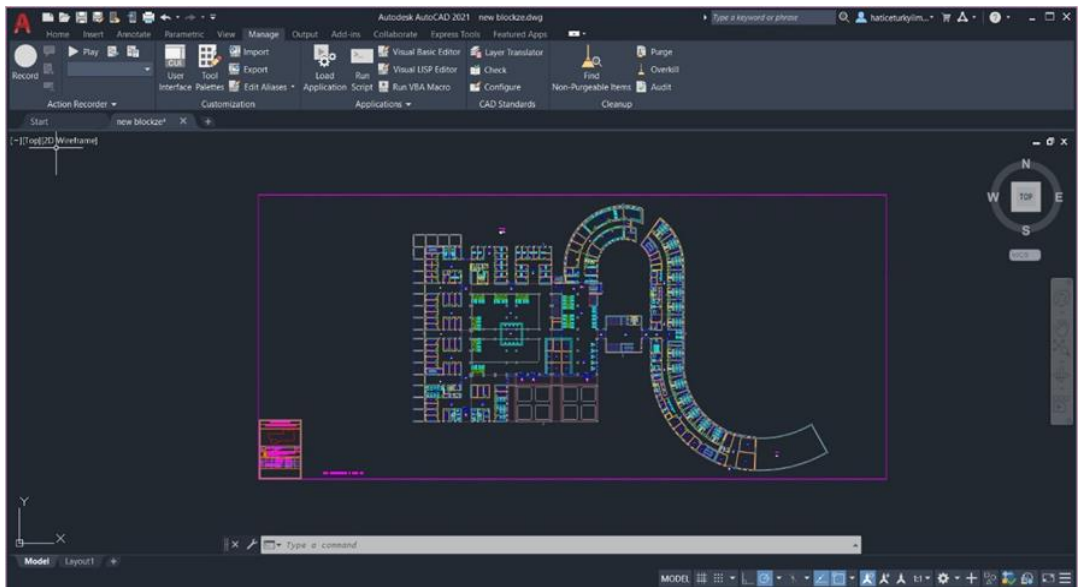 Autodesk AutoCAD 2021 new blockze.dwg
Type a keyword or phrase
haticeturkyilm...
Home Insert Annotate Parametric View Manage Output Add-ins Collaborate Express Tools Featured Apps
Record
Play
Action Recorder
CUI
User Interface
Tool Palettes
Import
Export
Edit Aliases
Customization
Load Application
Run Script
Visual Basic Editor
Visual LISP Editor
Run VBA Macro
Applications
Layer Translator
Check
Configure
CAD Standards
Find Non-Purgeable Items
Purge
Overkill
Audit
Cleanup
Start new blockze*
[-][Top][2D Wireframe]
N
W TOP E
S
WCS
Y
X
Type a command
Model Layout1
MODEL 1:1